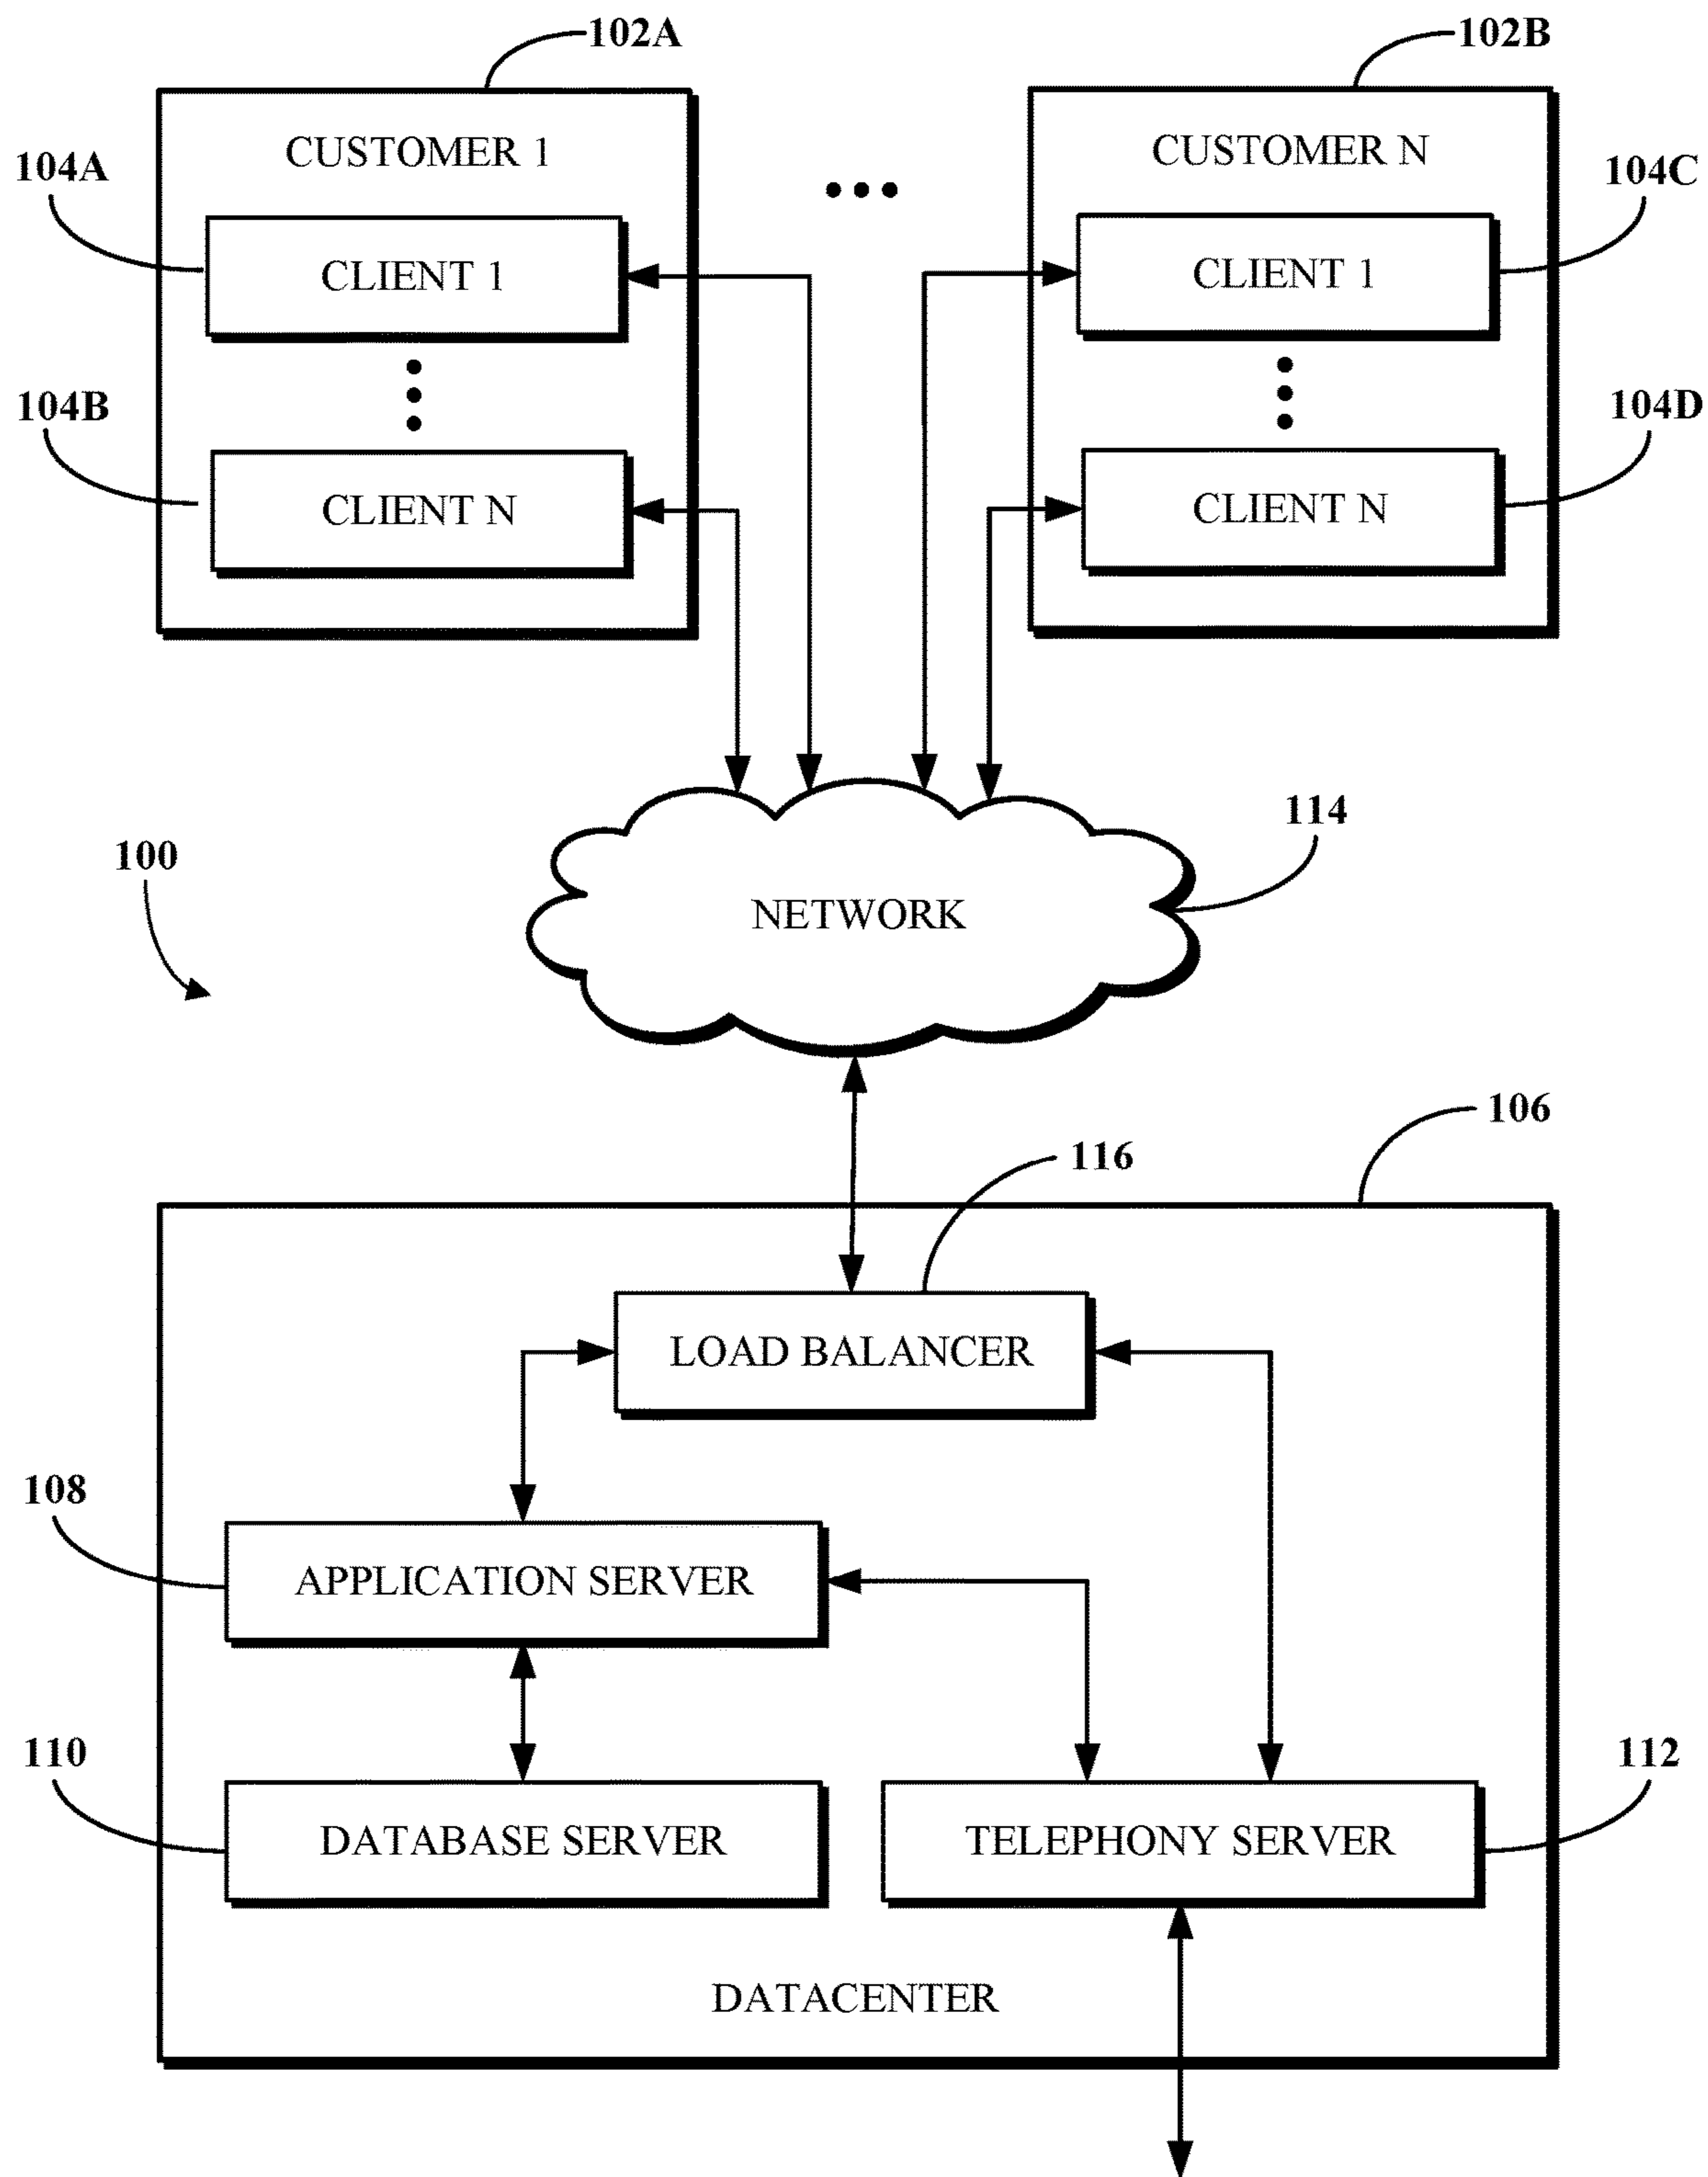 102A
102B
CUSTOMER 1
CUSTOMER N
104A
104C
CLIENT 1
CLIENT 1
104B
104D
CLIENT N
CLIENT N
114
100
NETWORK
106
116
LOAD BALANCER
108
APPLICATION SERVER
110
112
DATABASE SERVER
TELEPHONY SERVER
DATACENTER